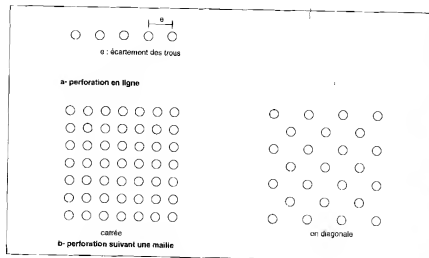 e
e : écartement des trous
a- perforation en ligne
carrée
en diagonale
b- perforation suivant une maille